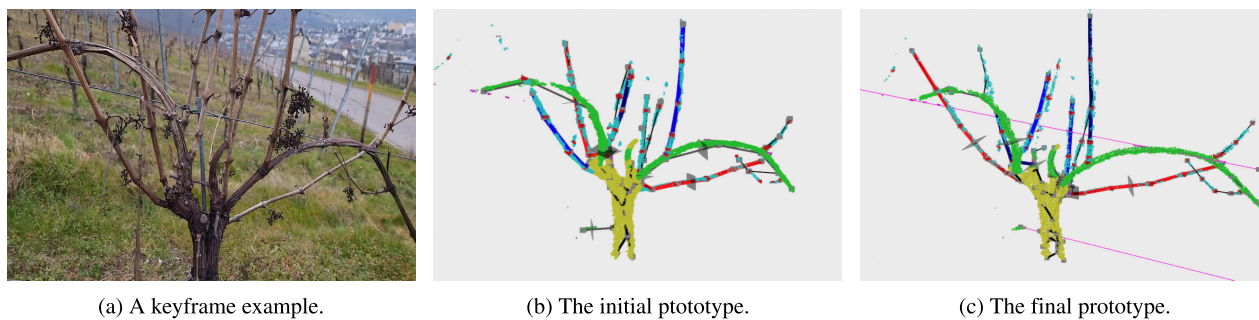 (a) A keyframe example.
(b) The initial ptototype.
(c) The final prototype.